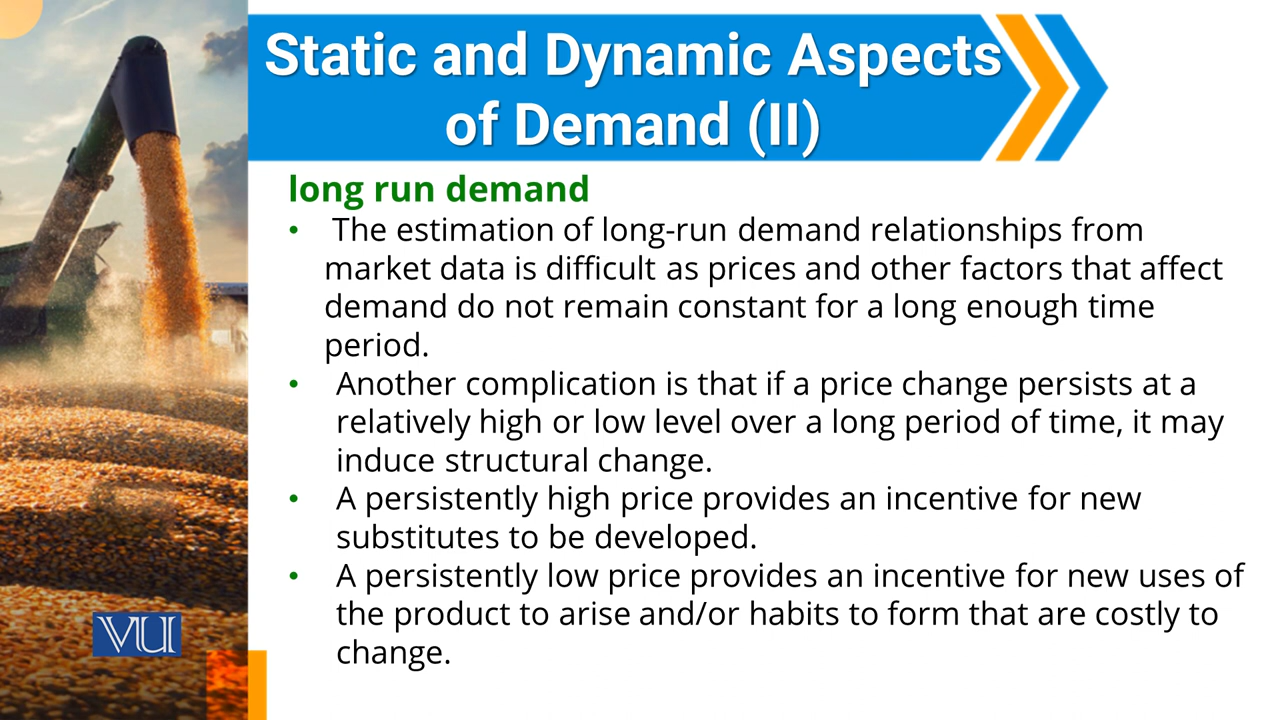 Static and Dynamic Aspects
of Demand (II)
long run demand
• The estimation of long-run demand relationships from
market data is difficult as prices and other factors that affect
demand do not remain constant for a long enough time
period.
• Another complication is that if a price change persists at a
relatively high or low level over a long period of time, it may
induce structural change.
• A persistently high price provides an incentive for new
substitutes to be developed.
• A persistently low price provides an incentive for new uses of
the product to arise and/or habits to form that are costly to
change.
VU